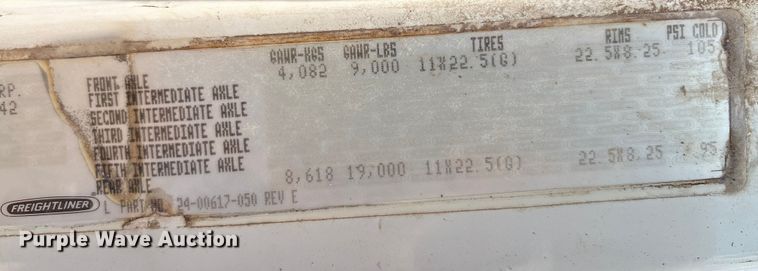 GAWR-KGS GAWR-LBS TIRES RIMS PSI COLD
RP. FRONT AXLE 4,082 9,000 11X22.5(G) 22.5X8.25 105
42 FIRST INTERMEDIATE AXLE
SECOND INTERMEDIATE AXLE
THIRD INTERMEDIATE AXLE
FOURTH INTERMEDIATE AXLE
FIFTH INTERMEDIATE AXLE
REAR AXLE 8,618 19,000 11X22.5(G) 22.5X8.25 95
FREIGHTLINER L PART NO. 24-00617-050 REV E
Purple Wave Auction